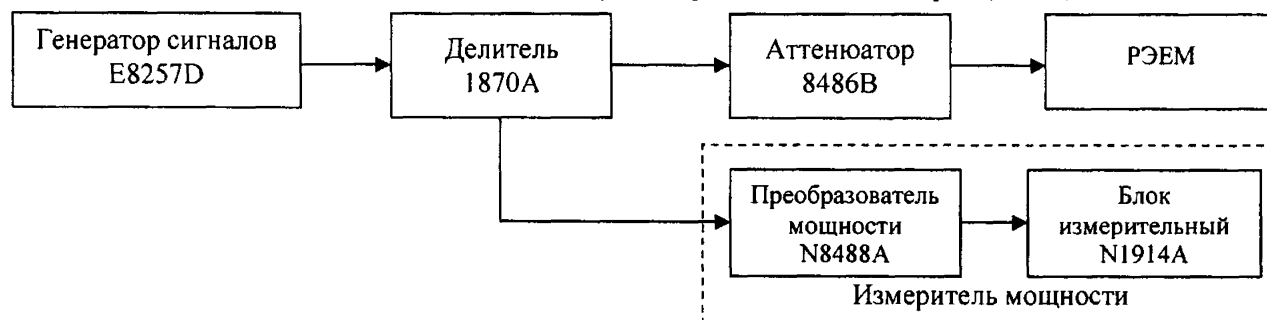 Генератор сигналов
E8257D
Делитель
1870A
Аттенюатор
8486B
РЭЕМ
Преобразователь
мощности
N8488A
Блок
измерительный
N1914A
Измеритель мощности